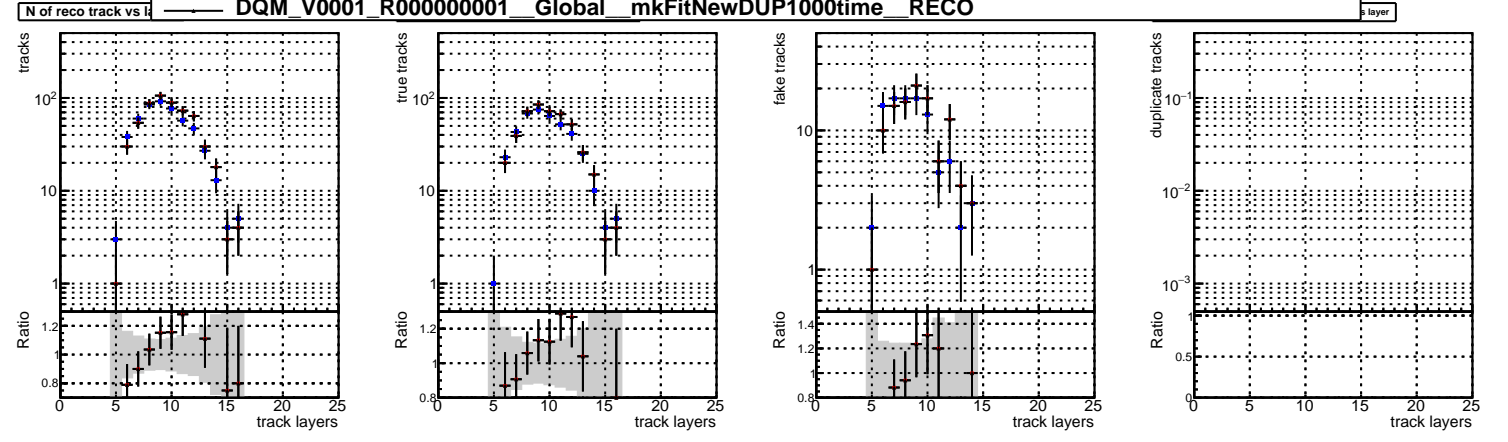 N of reco track vs la
DQM_V0001_R000000001__Global__mkFitNewDUP1000time__RECO
s layer
tracks
10²
10
1
Ratio
1.2
1
0.8
0 5 10 15 20 25
track layers
true tracks
10²
10
1
Ratio
1.2
1
0.8
0 5 10 15 20 25
track layers
fake tracks
10
1
Ratio
1.4
1.2
1
0.8
0 5 10 15 20 25
track layers
duplicate tracks
10⁻¹
10⁻²
10⁻³
Ratio
1
0.5
0
0 5 10 15 20 25
track layers